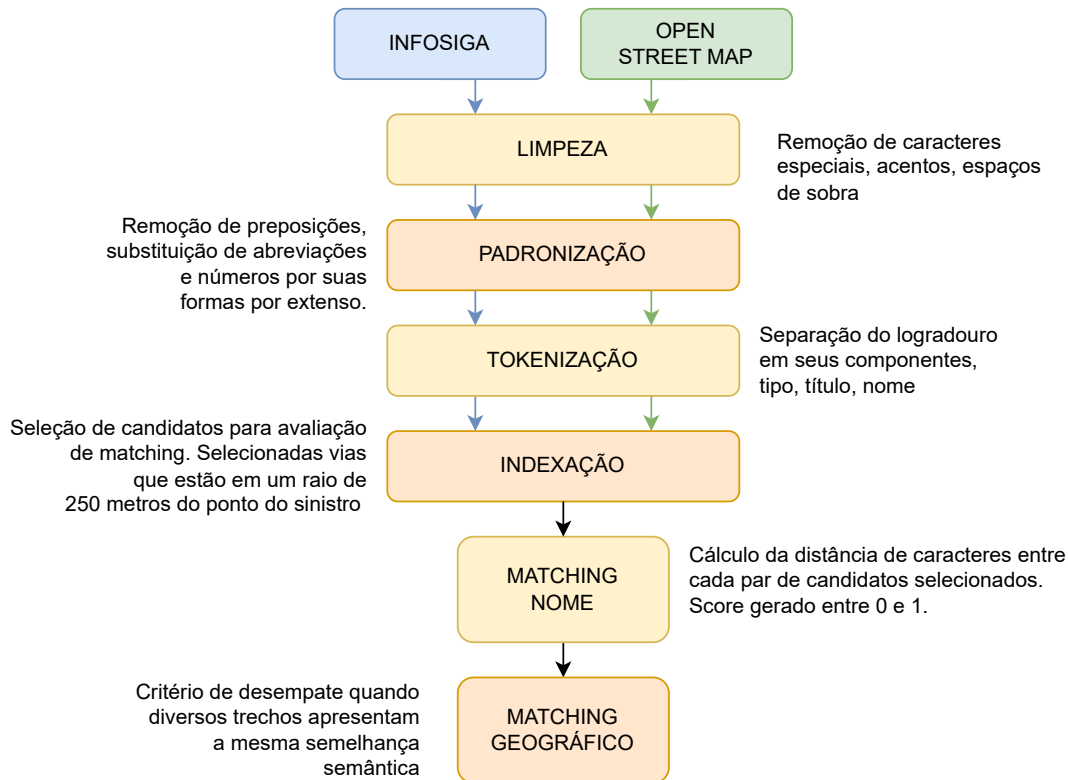 INFOSIGA
OPEN
STREET MAP
LIMPEZA
Remoção de caracteres
especiais, acentos, espaços
de sobra
Remoção de preposições,
substituição de abreviações
e números por suas
formas por extenso.
PADRONIZAÇÃO
TOKENIZAÇÃO
Separação do logradouro
em seus componentes,
tipo, título, nome
Seleção de candidatos para avaliação
de matching. Selecionadas vias
que estão em um raio de
250 metros do ponto do sinistro
INDEXAÇÃO
MATCHING
NOME
Cálculo da distância de caracteres entre
cada par de candidatos selecionados.
Score gerado entre 0 e 1.
Critério de desempate quando
diversos trechos apresentam
a mesma semelhança
semântica
MATCHING
GEOGRÁFICO